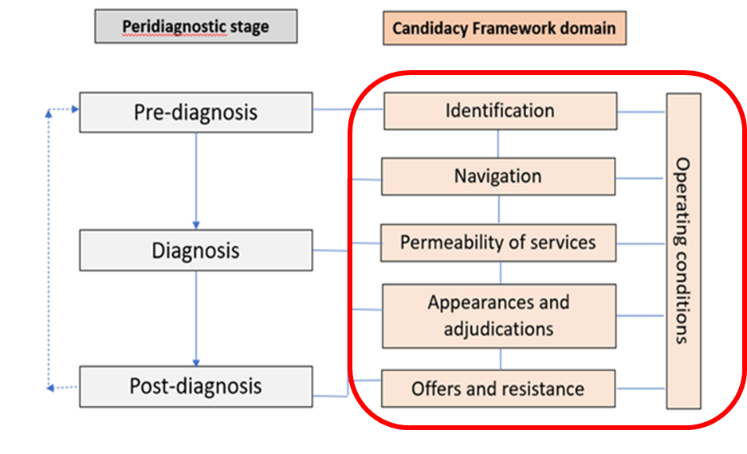 Peridiagnostic stage
Candidacy Framework domain
Pre-diagnosis
Identification
Navigation
Diagnosis
Permeability of services
Appearances and
adjudications
Post-diagnosis
Offers and resistance
Operating conditions